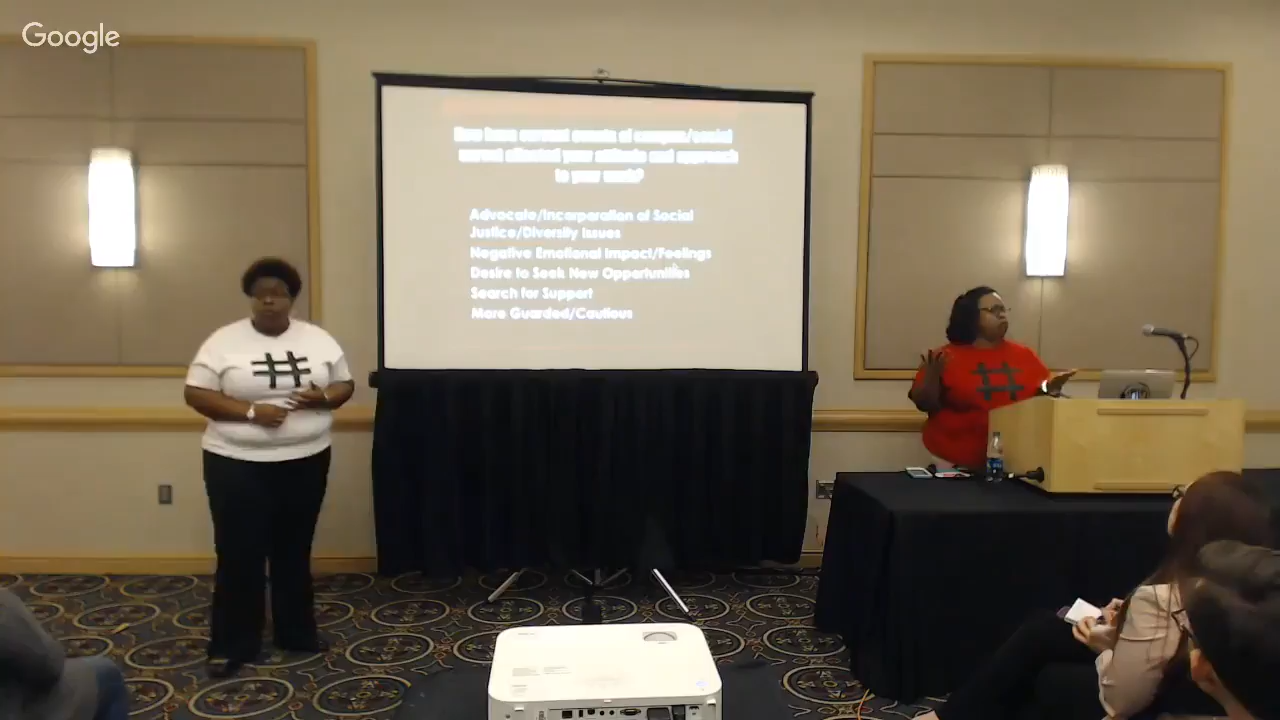 Google
How have current events of campus/social
unrest affected your attitude and approach
to your work?
Advocate/Incorporation of Social
Justice/Diversity Issues
Negative Emotional Impact/Feelings
Desire to Seek New Opportunities
Search for Support
More Guarded/Cautious
#
#